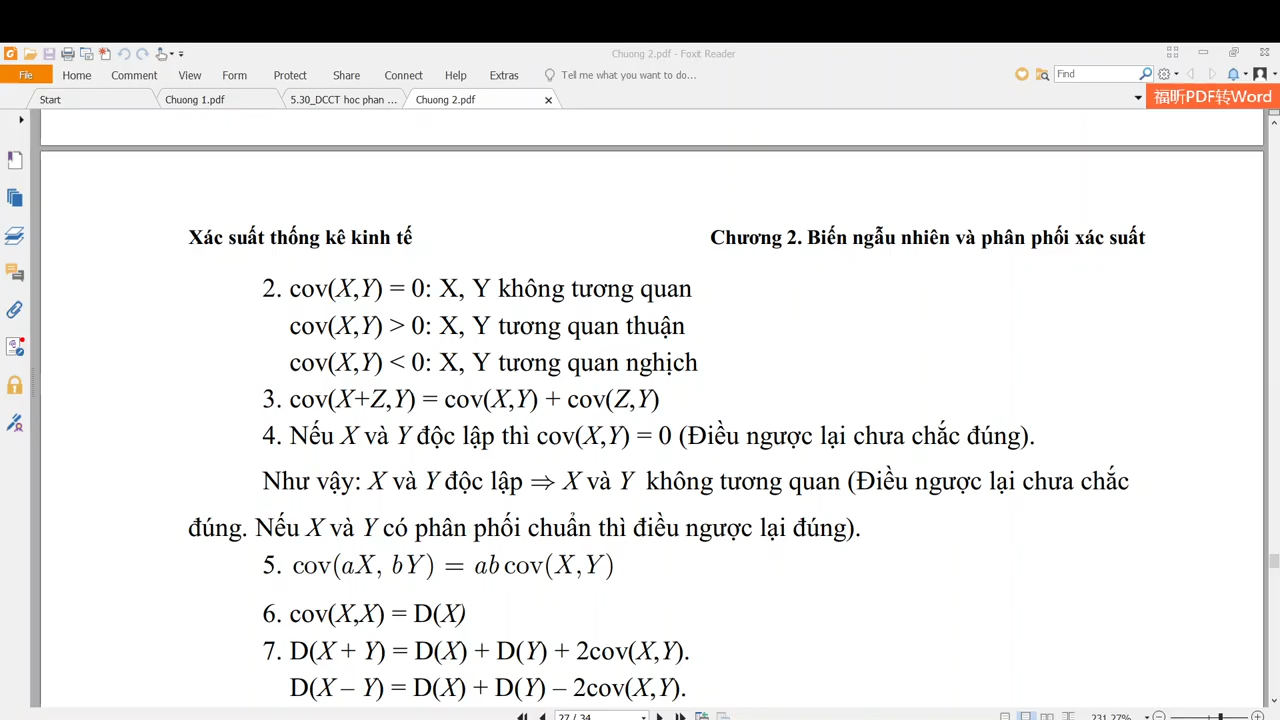 Chuong 2.pdf - Foxit Reader
File Home Comment View Form Protect Share Connect Help Extras Tell me what you want to do... Find
Start Chuong 1.pdf 5.30_DCCT hoc phan ... Chuong 2.pdf 福昕PDF转Word
Xác suất thống kê kinh tế Chương 2. Biến ngẫu nhiên và phân phối xác suất
2. cov(X,Y) = 0: X, Y không tương quan
cov(X,Y) > 0: X, Y tương quan thuận
cov(X,Y) < 0: X, Y tương quan nghịch
3. cov(X+Z,Y) = cov(X,Y) + cov(Z,Y)
4. Nếu X và Y độc lập thì cov(X,Y) = 0 (Điều ngược lại chưa chắc đúng).
Như vậy: X và Y độc lập ⇒ X và Y không tương quan (Điều ngược lại chưa chắc
đúng. Nếu X và Y có phân phối chuẩn thì điều ngược lại đúng).
5. cov(aX, bY) = ab cov(X,Y)
6. cov(X,X) = D(X)
7. D(X + Y) = D(X) + D(Y) + 2cov(X,Y).
D(X – Y) = D(X) + D(Y) – 2cov(X,Y).
27 / 34 231.27%